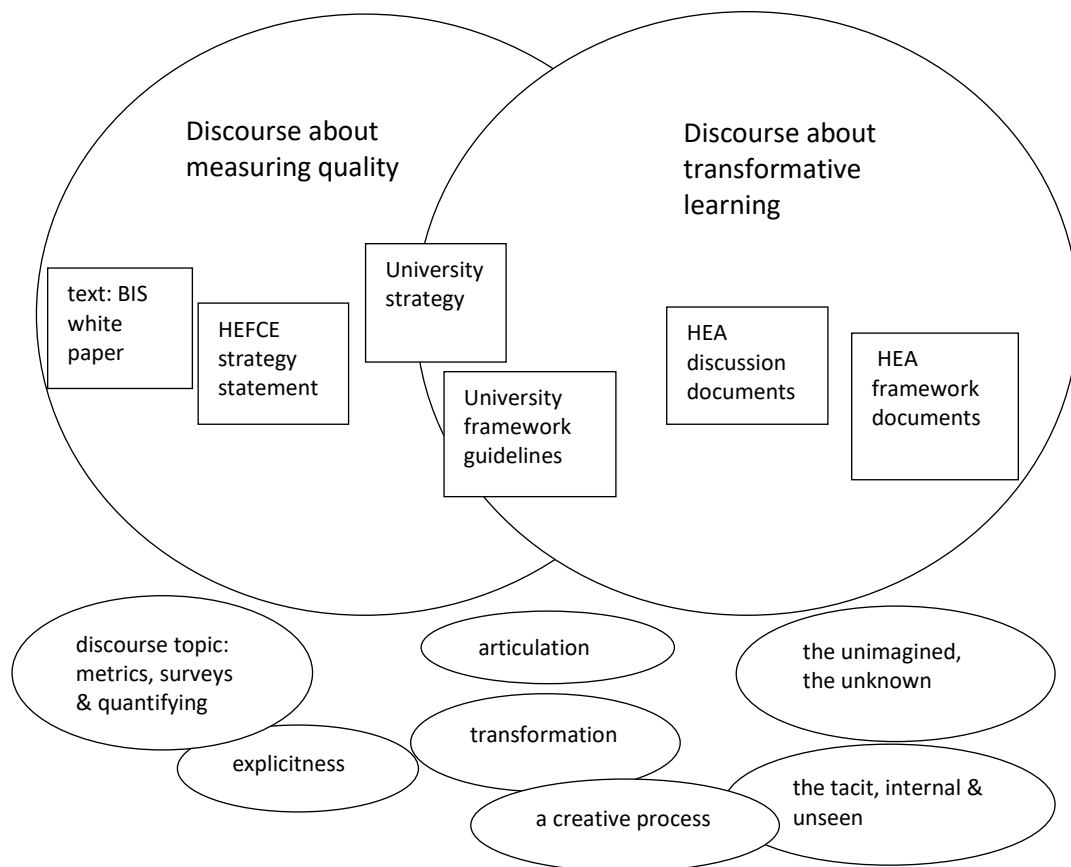 Discourse about
measuring quality
Discourse about
transformative
learning
text: BIS
white
paper
HEFCE
strategy
statement
University
strategy
University
framework
guidelines
HEA
discussion
documents
HEA
framework
documents
discourse topic:
metrics, surveys
& quantifying
explicitness
articulation
transformation
a creative process
the unimagined,
the unknown
the tacit, internal &
unseen